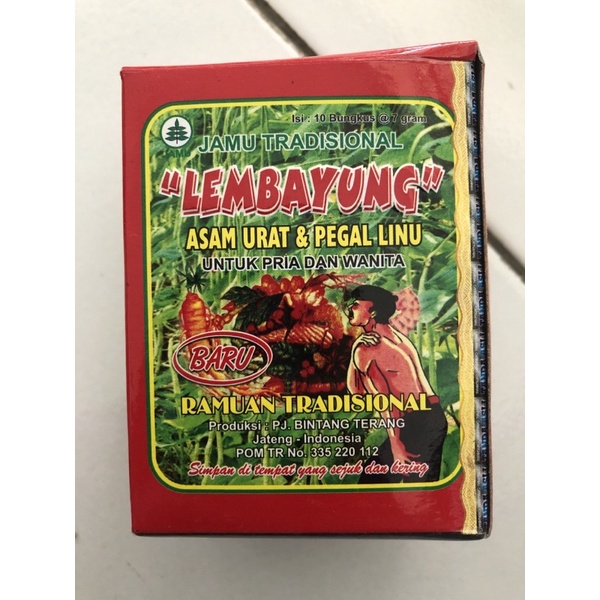 Isi : 10 Bungkus @ 7 gram
JAMU
JAMU TRADISIONAL
"LEMBAYUNG"
ASAM URAT & PEGAL LINU
UNTUK PRIA DAN WANITA
BARU
RAMUAN TRADISIONAL
Produksi : PJ. BINTANG TERANG
Jateng - Indonesia
POM TR No. 335 220 112
Simpan di tempat yang sejuk dan kering